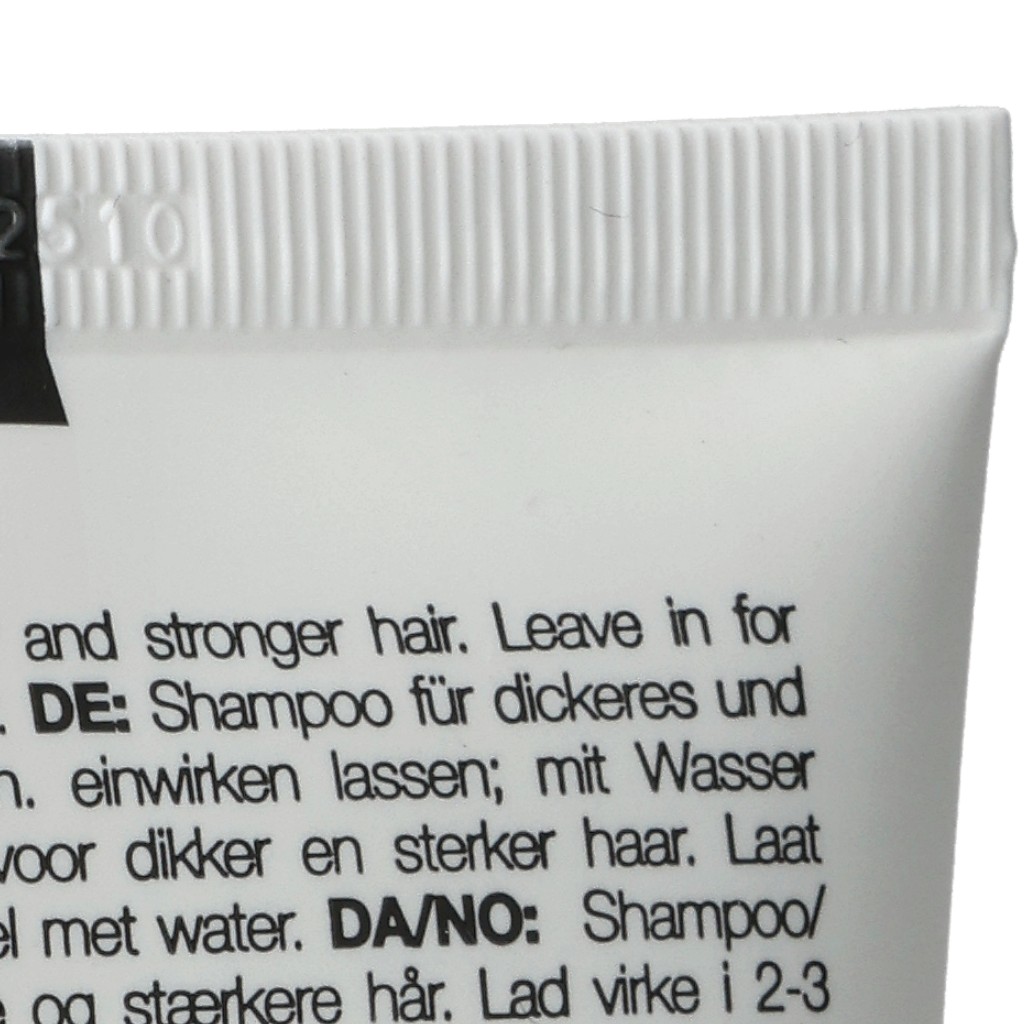 2510
and stronger hair. Leave in for
. DE: Shampoo für dickeres und
n. einwirken lassen; mit Wasser
voor dikker en sterker haar. Laat
el met water. DA/NO: Shampoo/
e og stærkere hår. Lad virke i 2-3